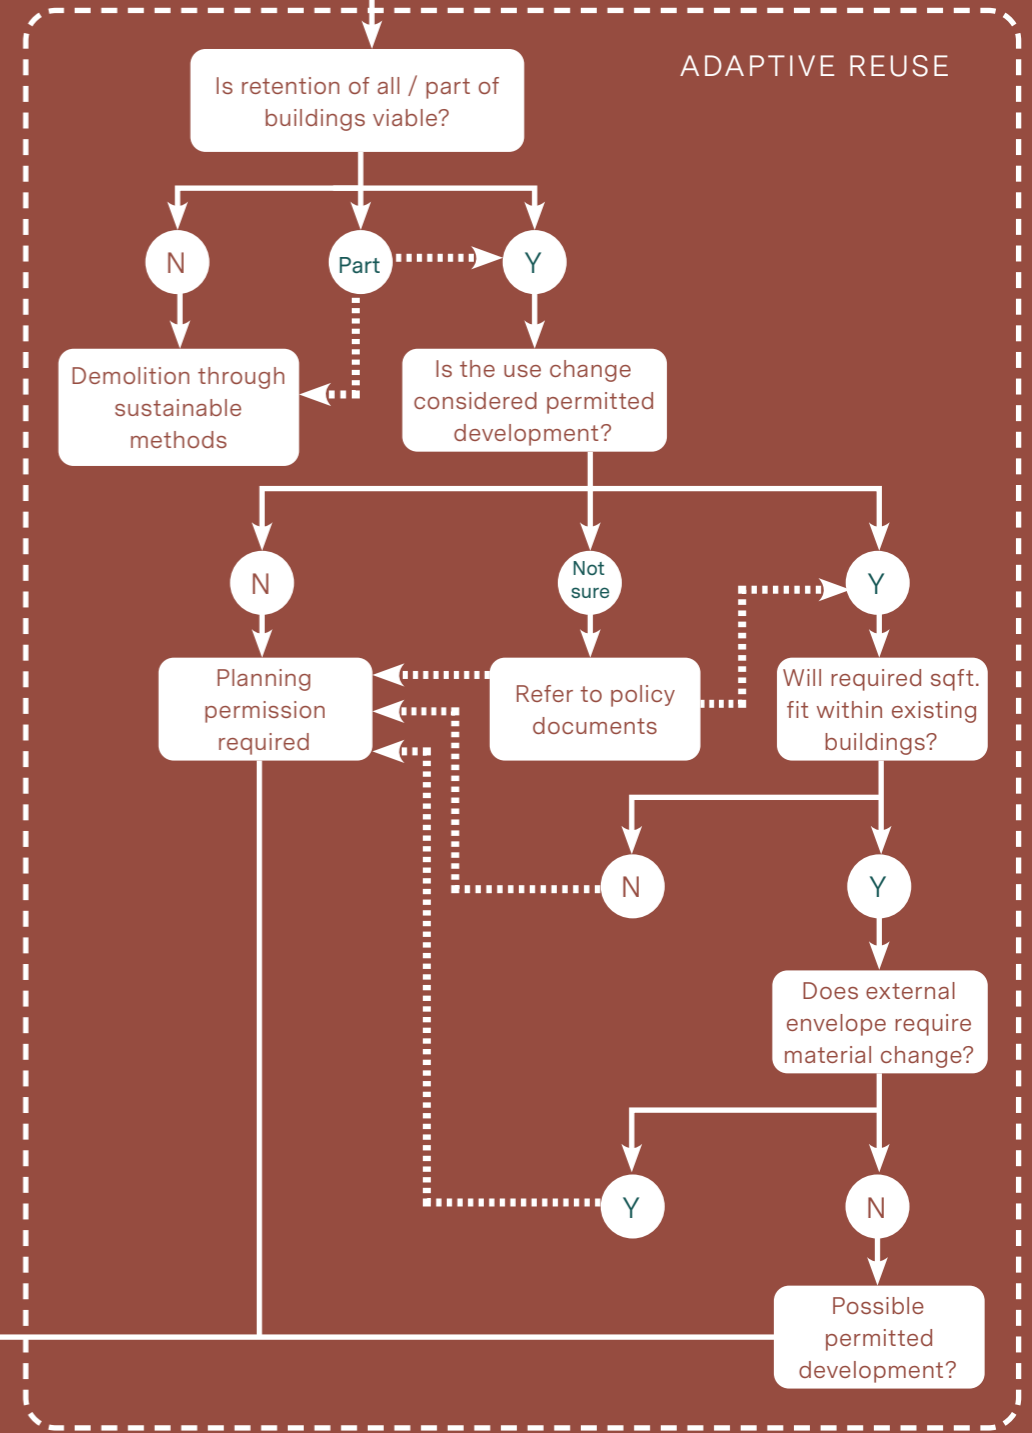 ADAPTIVE REUSE
Is retention of all / part of
buildings viable?
N
Part
Y
Demolition through
sustainable
methods
Is the use change
considered permitted
development?
N
Not
sure
Y
Planning
permission
required
Refer to policy
documents
Will required sqft.
fit within existing
buildings?
N
Y
Does external
envelope require
material change?
Y
N
Possible
permitted
development?